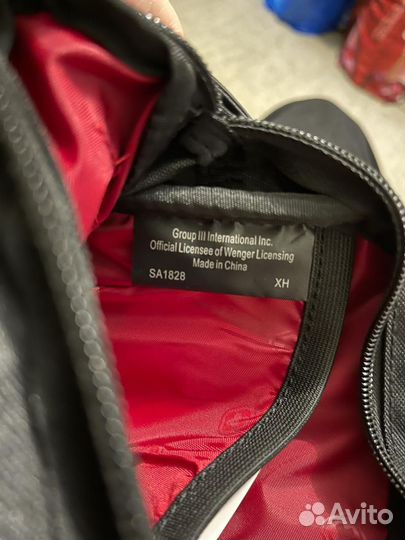 Group III International Inc.
Official Licensee of Wenger Licensing
Made in China
SA1828 XH
Avito